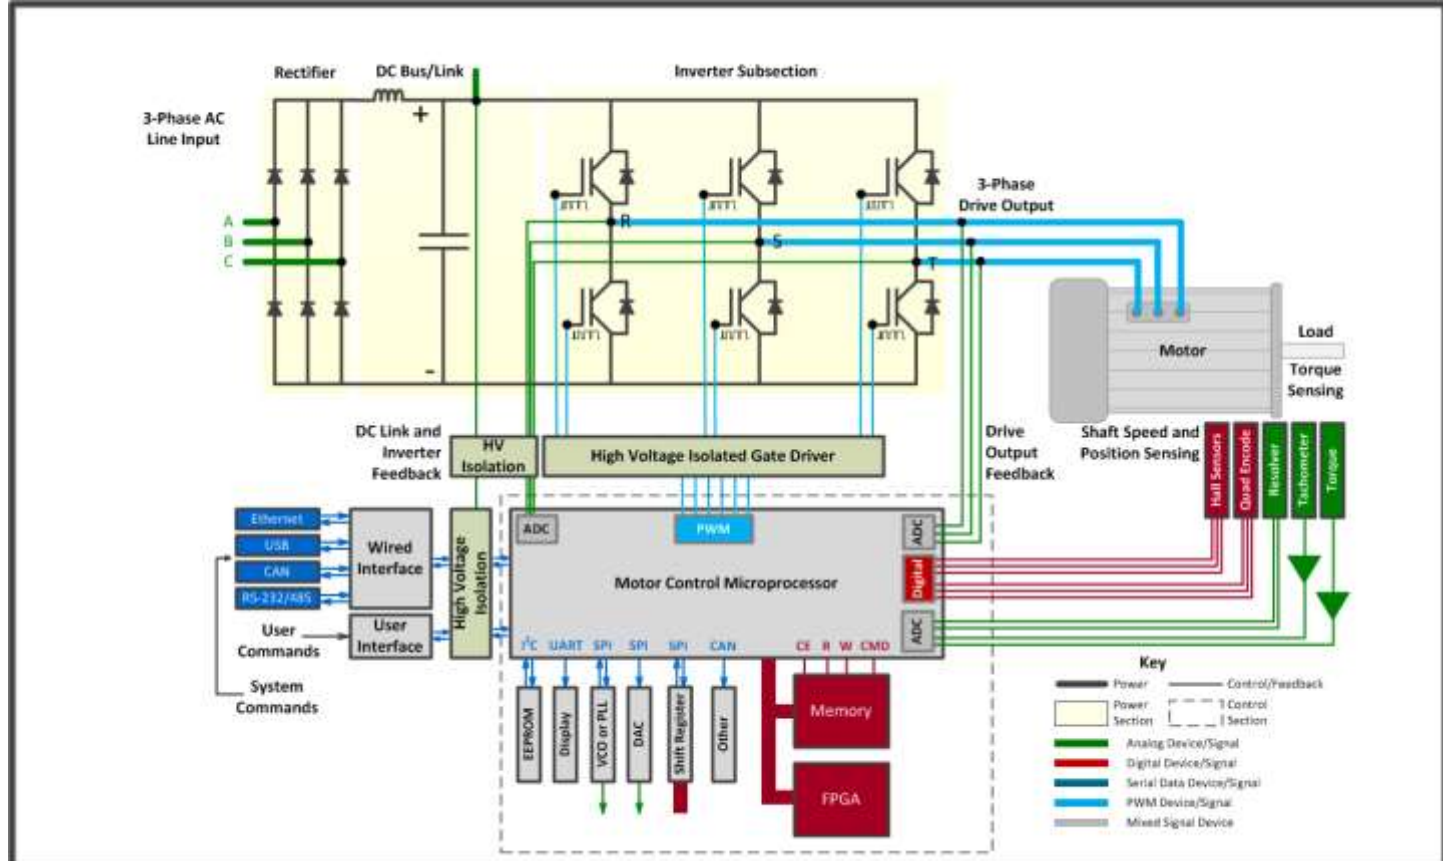 Rectifier
DC Bus/Link
Inverter Subsection
3-Phase AC
Line Input
+
3-Phase
Drive Output
A
B
C
R
S
T
-
Motor
Load
Torque
Sensing
DC Link and
Inverter
Feedback
HV
Isolation
High Voltage Isolated Gate Driver
Drive
Output
Feedback
Shaft Speed and
Position Sensing
Hall Sensors
Quad Encode
Resolver
Tachometer
Torque
Ethernet
USB
CAN
RS-232/485
Wired
Interface
High Voltage
Isolation
ADC
PWM
ADC
Motor Control Microprocessor
Digital
ADC
User
Commands
User
Interface
System
Commands
I²C
UART
SPI
SPI
SPI
CAN
CE
R
W
CMD
EEPROM
Display
VCO or PLL
DAC
Shift Register
Other
Memory
FPGA
Key
Power
Control/Feedback
Power
Section
Control
Section
Analog Device/Signal
Digital Device/Signal
Serial Data Device/Signal
PWM Device/Signal
Mixed Signal Device